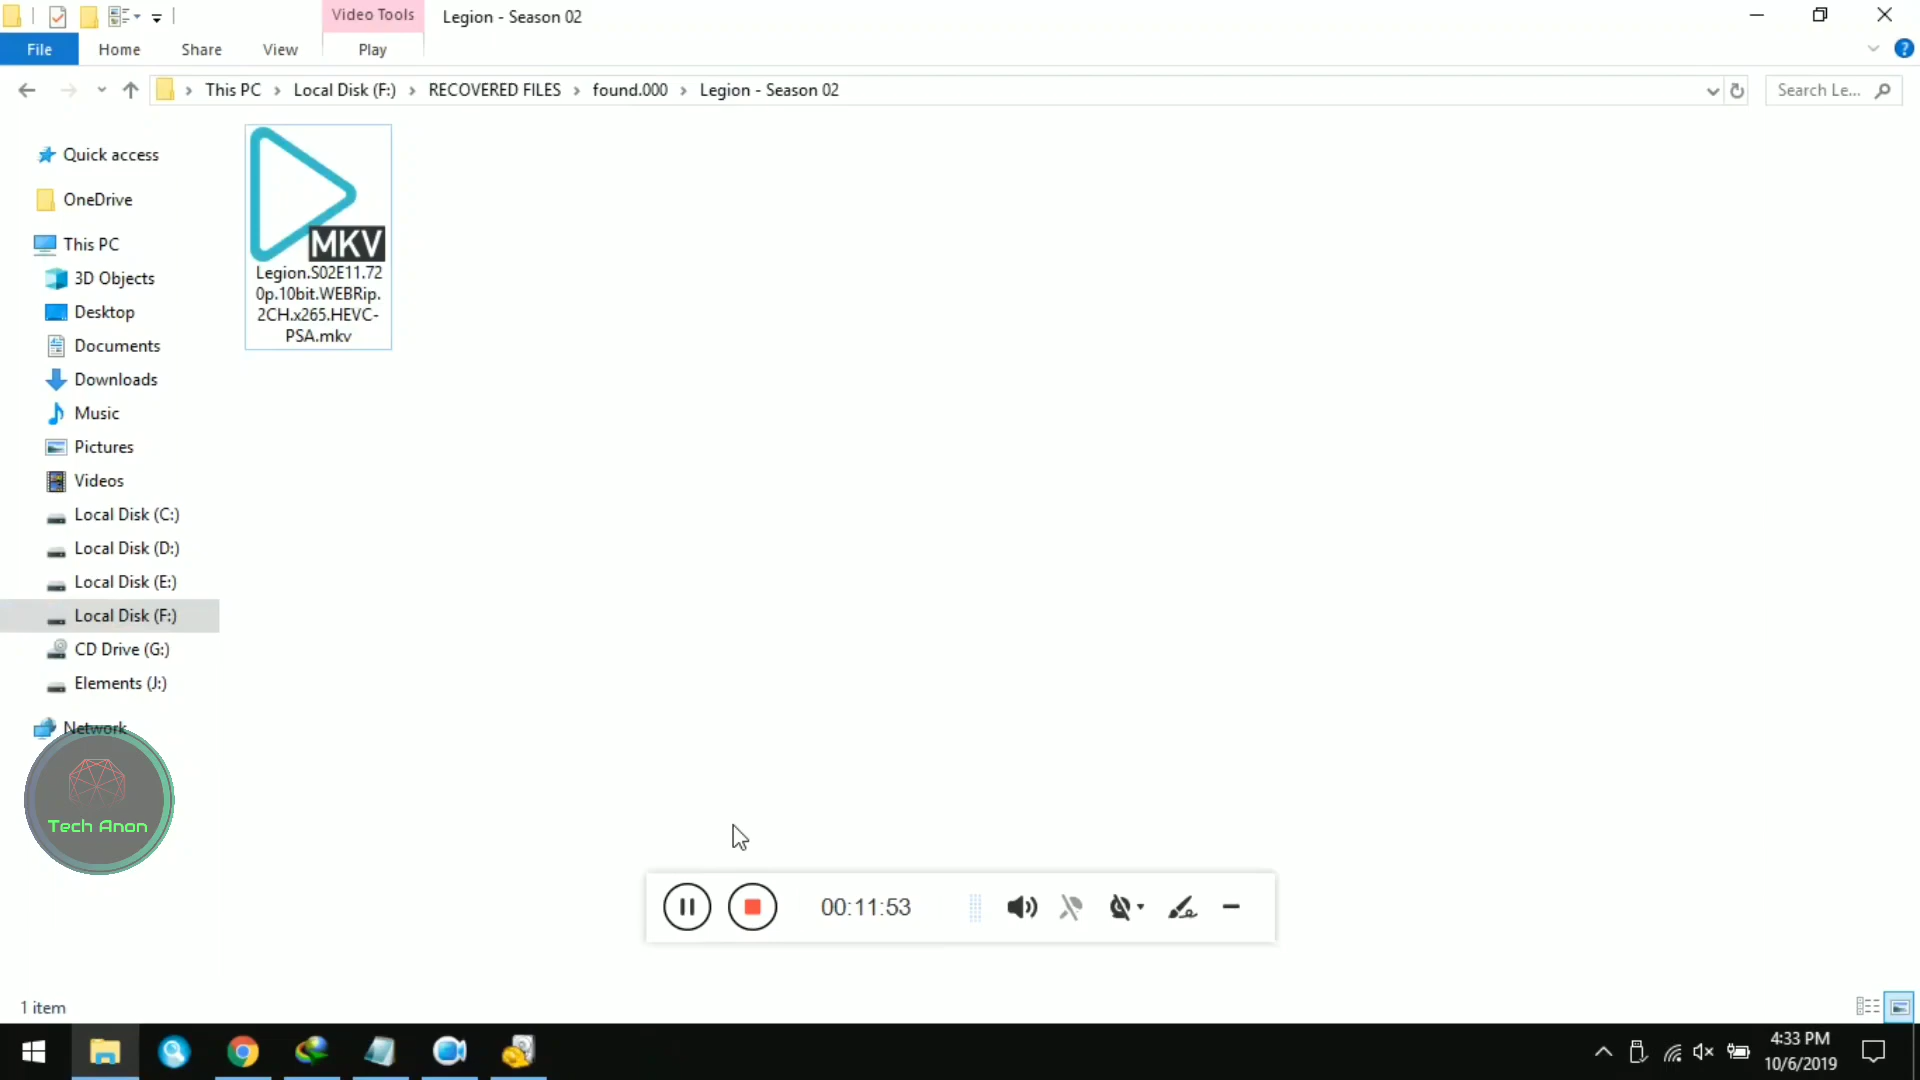 Video Tools
Legion - Season 02
File
Home
Share
View
Play
This PC
Local Disk (F:)
RECOVERED FILES
found.000
Legion - Season 02
Search Le...
Quick access
OneDrive
This PC
3D Objects
Desktop
Documents
Downloads
Music
Pictures
Videos
Local Disk (C:)
Local Disk (D:)
Local Disk (E:)
Local Disk (F:)
CD Drive (G:)
Elements (J:)
Network
MKV
Legion.S02E11.72
0p.10bit.WEBRip.
2CH.x265.HEVC-
PSA.mkv
Tech Anon
00:11:53
1 item
4:33 PM
10/6/2019